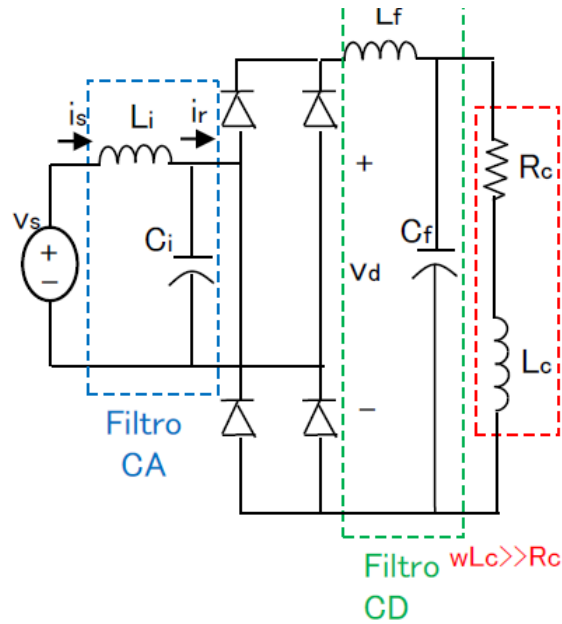 Lf
is
Li
ir
Rc
+
vs
+
−
Ci
Cf
vd
Lc
−
Filtro
CA
Filtro
CD
wLc>>Rc